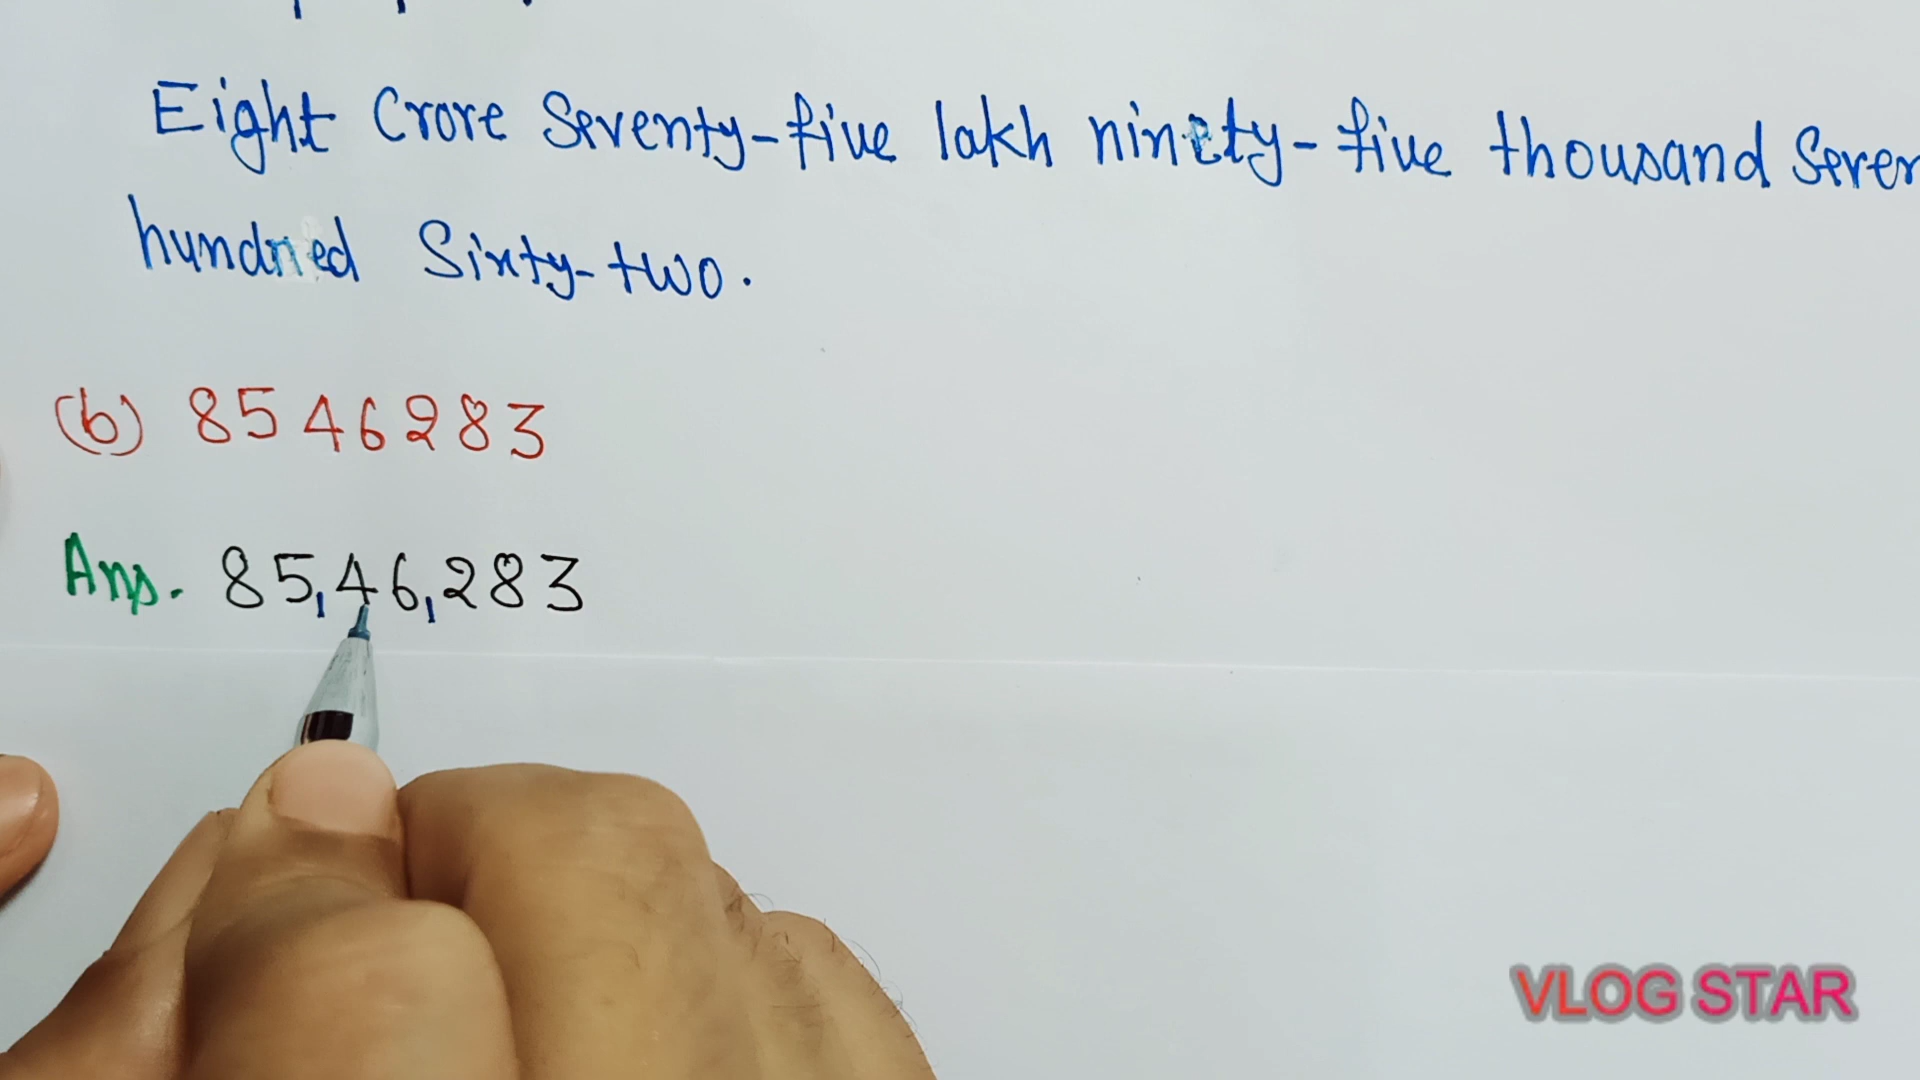 Eight Crore Seventy-five lakh ninety-five thousand Seven
hundred Sixty-two.
(b) 8546283
Ans. 85,46,283
VLOG STAR